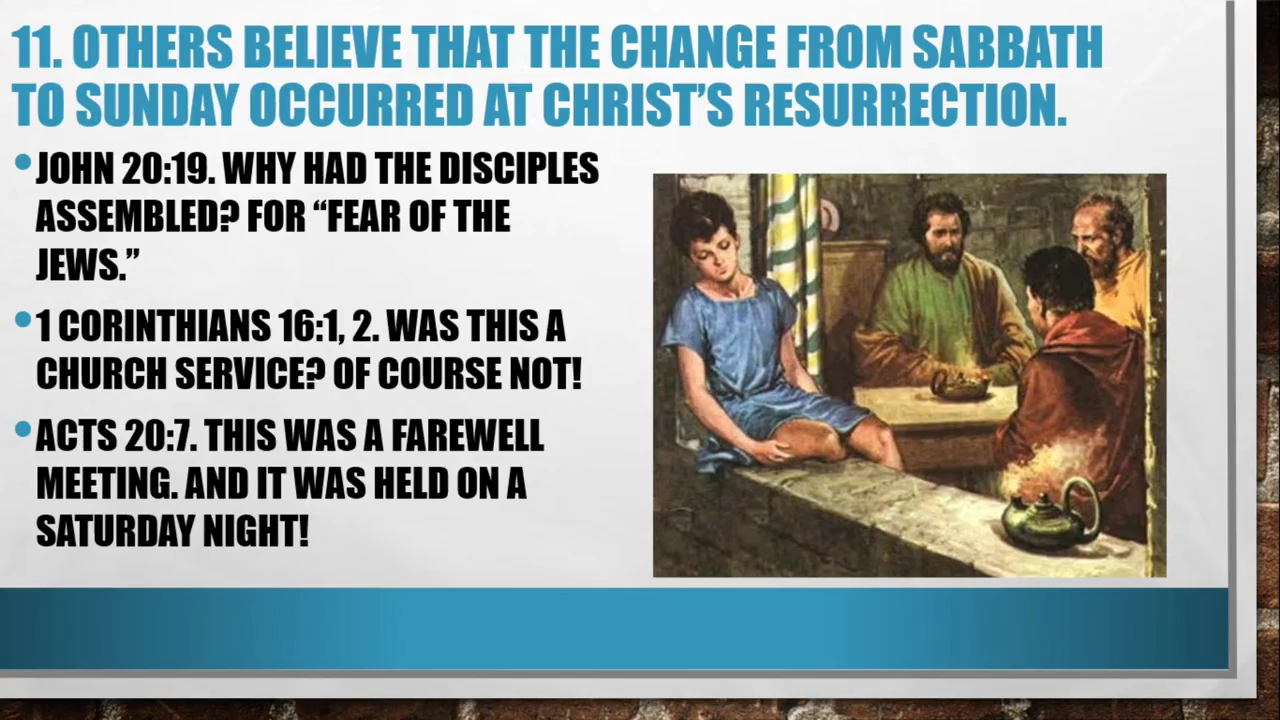 11. OTHERS BELIEVE THAT THE CHANGE FROM SABBATH
TO SUNDAY OCCURRED AT CHRIST’S RESURRECTION.
•JOHN 20:19. WHY HAD THE DISCIPLES
ASSEMBLED? FOR “FEAR OF THE
JEWS.”
•1 CORINTHIANS 16:1, 2. WAS THIS A
CHURCH SERVICE? OF COURSE NOT!
•ACTS 20:7. THIS WAS A FAREWELL
MEETING. AND IT WAS HELD ON A
SATURDAY NIGHT!